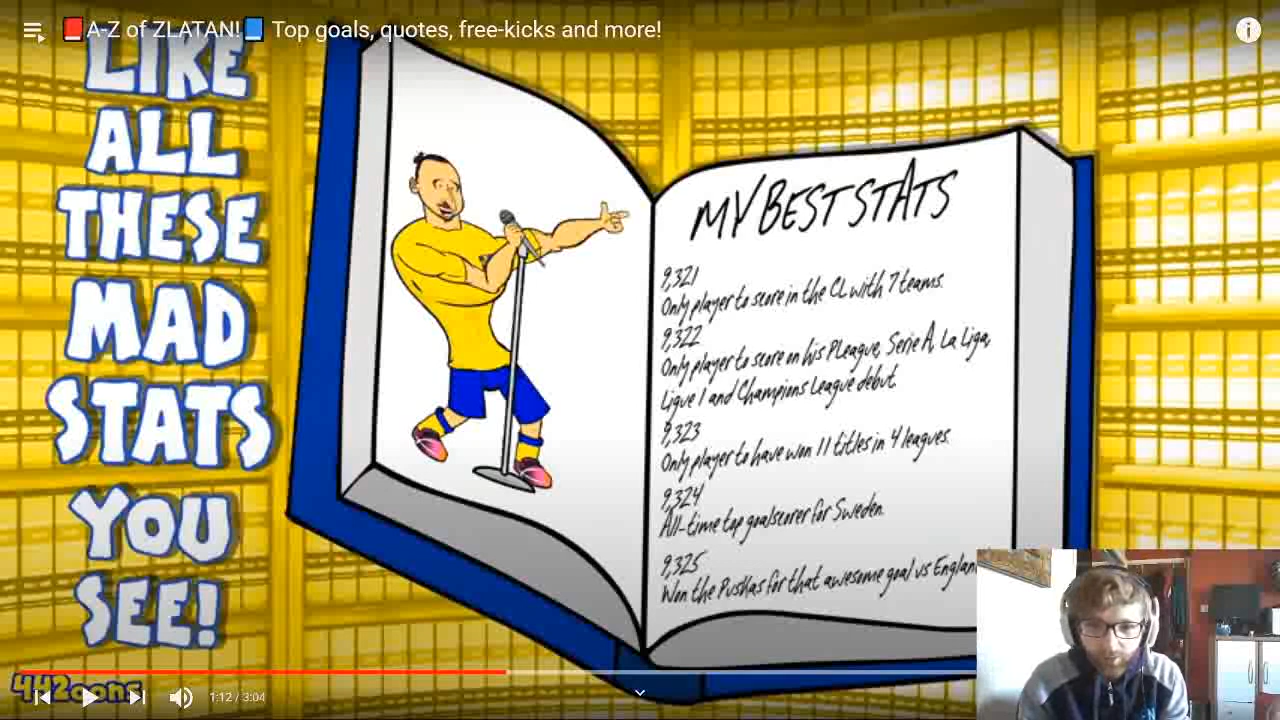 📕A-Z of ZLATAN!📘 Top goals, quotes, free-kicks and more!
LIKE
ALL
THESE
MAD
STATS
YOU
SEE!
MY BEST STATS
9,321
Only player to score in the CL with 7 teams.
9,322
Only player to score on his P League, Serie A, La Liga,
Ligue 1 and Champions League debut.
9,323
Only player to have won 11 titles in 4 leagues.
9,324
All-time top goalscorer for Sweden.
9,325
Won the Puskas for that awesome goal vs Englan
442oons
1:12 / 3:04